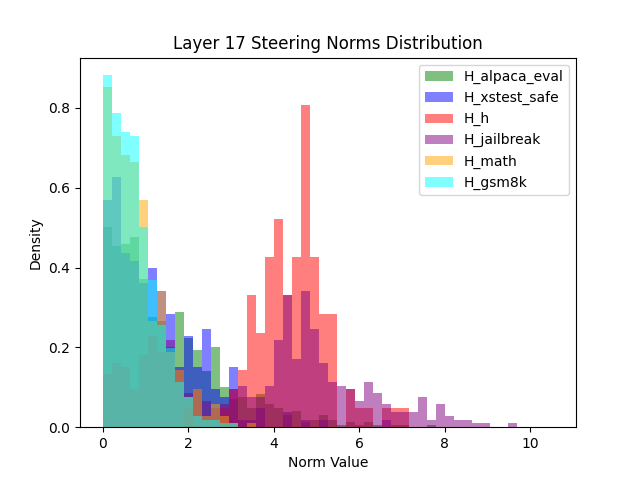 Layer 17 Steering Norms Distribution
H_alpaca_eval
H_xstest_safe
H_h
H_jailbreak
H_math
H_gsm8k
Density
0.8
0.6
0.4
0.2
0.0
0 2 4 6 8 10
Norm Value